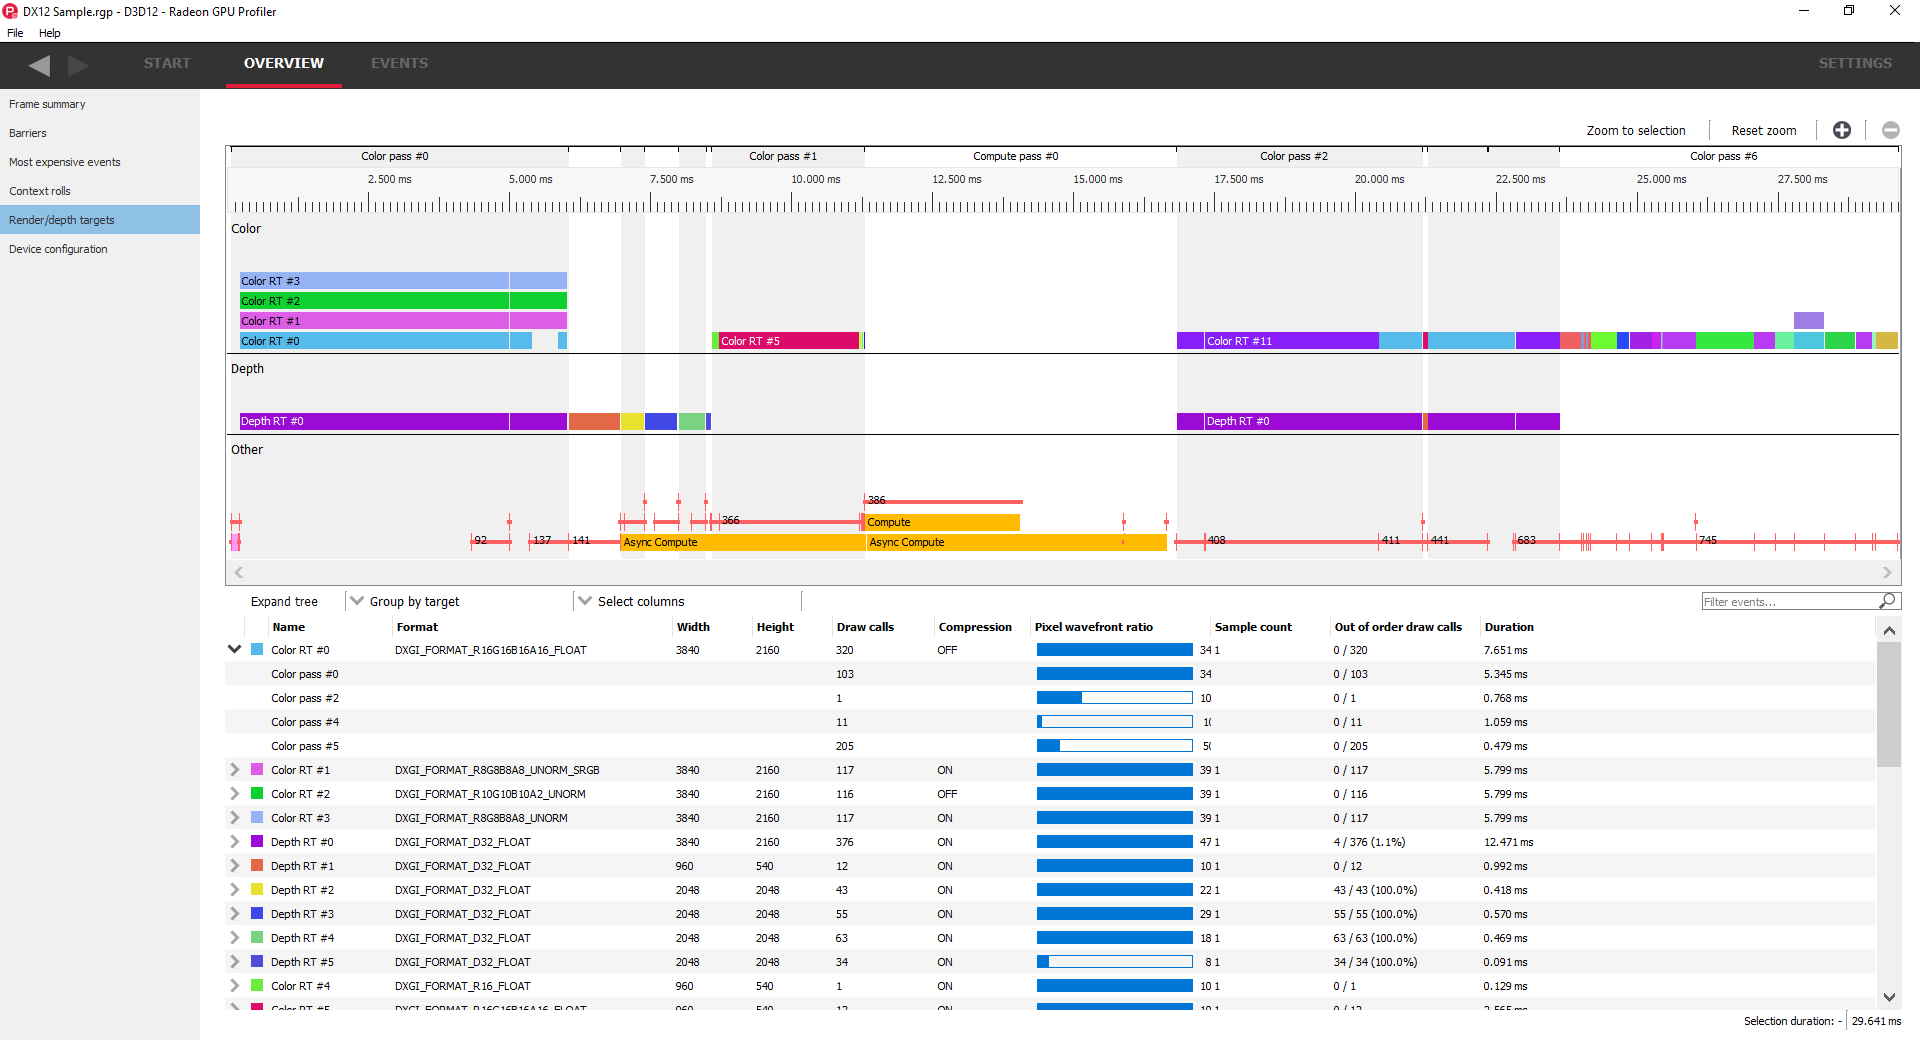 DX12 Sample.rgp - D3D12 - Radeon GPU Profiler
File Help
START OVERVIEW EVENTS SETTINGS
Frame summary
Barriers
Most expensive events
Context rolls
Render/depth targets
Device configuration
Zoom to selection Reset zoom
Color pass #0 Color pass #1 Compute pass #0 Color pass #2 Color pass #6
2.500 ms 5.000 ms 7.500 ms 10.000 ms 12.500 ms 15.000 ms 17.500 ms 20.000 ms 22.500 ms 25.000 ms 27.500 ms
Color
Color RT #3
Color RT #2
Color RT #1
Color RT #0 Color RT #5 Color RT #11
Depth
Depth RT #0 Depth RT #0
Other
386
366 Compute
92 137 141 Async Compute Async Compute 408 411 441 683 745
Expand tree Group by target Select columns Filter events...
Name Format Width Height Draw calls Compression Pixel wavefront ratio Sample count Out of order draw calls Duration
Color RT #0 DXGI_FORMAT_R16G16B16A16_FLOAT 3840 2160 320 OFF 34 1 0 / 320 7.651 ms
Color pass #0 103 34 0 / 103 5.345 ms
Color pass #2 1 10 0 / 1 0.768 ms
Color pass #4 11 10 0 / 11 1.059 ms
Color pass #5 205 50 0 / 205 0.479 ms
Color RT #1 DXGI_FORMAT_R8G8B8A8_UNORM_SRGB 3840 2160 117 ON 39 1 0 / 117 5.799 ms
Color RT #2 DXGI_FORMAT_R10G10B10A2_UNORM 3840 2160 116 OFF 39 1 0 / 116 5.799 ms
Color RT #3 DXGI_FORMAT_R8G8B8A8_UNORM 3840 2160 117 ON 39 1 0 / 117 5.799 ms
Depth RT #0 DXGI_FORMAT_D32_FLOAT 3840 2160 376 ON 47 1 4 / 376 (1.1%) 12.471 ms
Depth RT #1 DXGI_FORMAT_D32_FLOAT 960 540 12 ON 10 1 0 / 12 0.992 ms
Depth RT #2 DXGI_FORMAT_D32_FLOAT 2048 2048 43 ON 22 1 43 / 43 (100.0%) 0.418 ms
Depth RT #3 DXGI_FORMAT_D32_FLOAT 2048 2048 55 ON 29 1 55 / 55 (100.0%) 0.570 ms
Depth RT #4 DXGI_FORMAT_D32_FLOAT 2048 2048 63 ON 18 1 63 / 63 (100.0%) 0.469 ms
Depth RT #5 DXGI_FORMAT_D32_FLOAT 2048 2048 34 ON 8 1 34 / 34 (100.0%) 0.091 ms
Color RT #4 DXGI_FORMAT_R16_FLOAT 960 540 1 ON 10 1 0 / 1 0.129 ms
Color RT #5 DXGI_FORMAT_R16G16B16A16_FLOAT 960 540 12 ON 10 1 0 / 12
Selection duration: - 29.641 ms